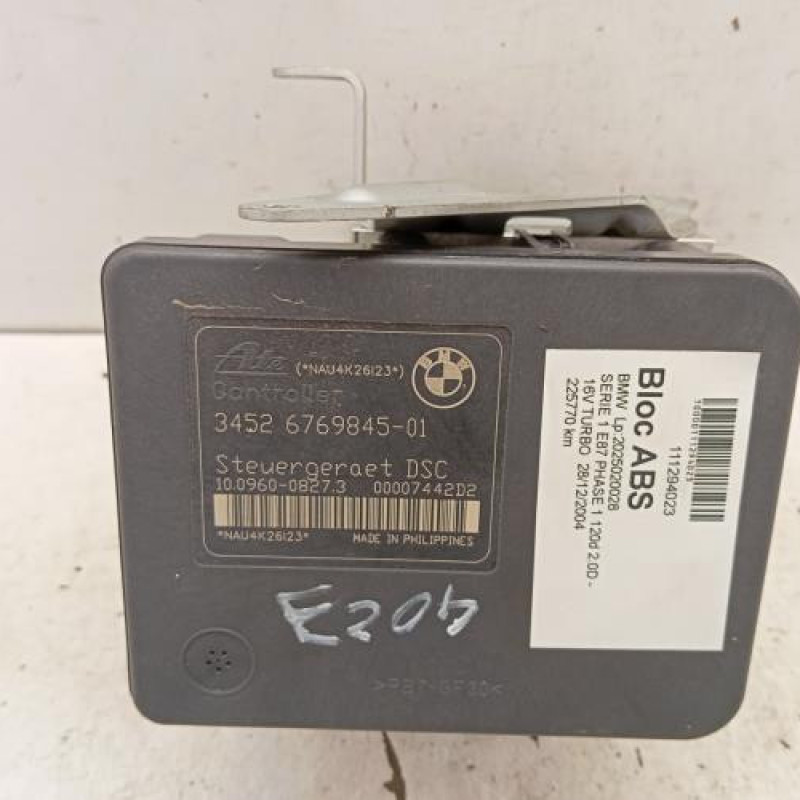 Ate (*NAU4K26I23*)
BMW
Controller
3452 6769845-01
Steuergeraet DSC
10.0960-0827.3 00007442D2
*NAU4K26I23*
MADE IN PHILIPPINES
>PBT-GF30<
111294023
Bloc ABS
BMW Lp:2025020028
SERIE 1 E87 PHASE 1 120d 2.0D -
16V TURBO 28/12/2004
225770 km